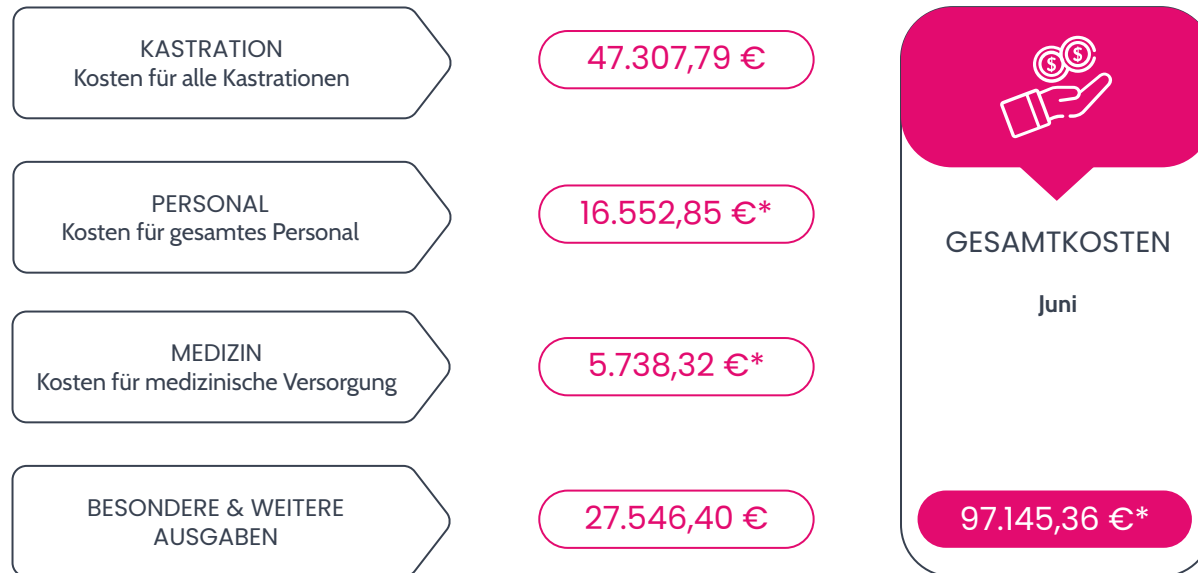 KASTRATION
Kosten für alle Kastrationen
47.307,79 €
PERSONAL
Kosten für gesamtes Personal
16.552,85 €*
MEDIZIN
Kosten für medizinische Versorgung
5.738,32 €*
BESONDERE & WEITERE
AUSGABEN
27.546,40 €
$ $
GESAMTKOSTEN
Juni
97.145,36 €*